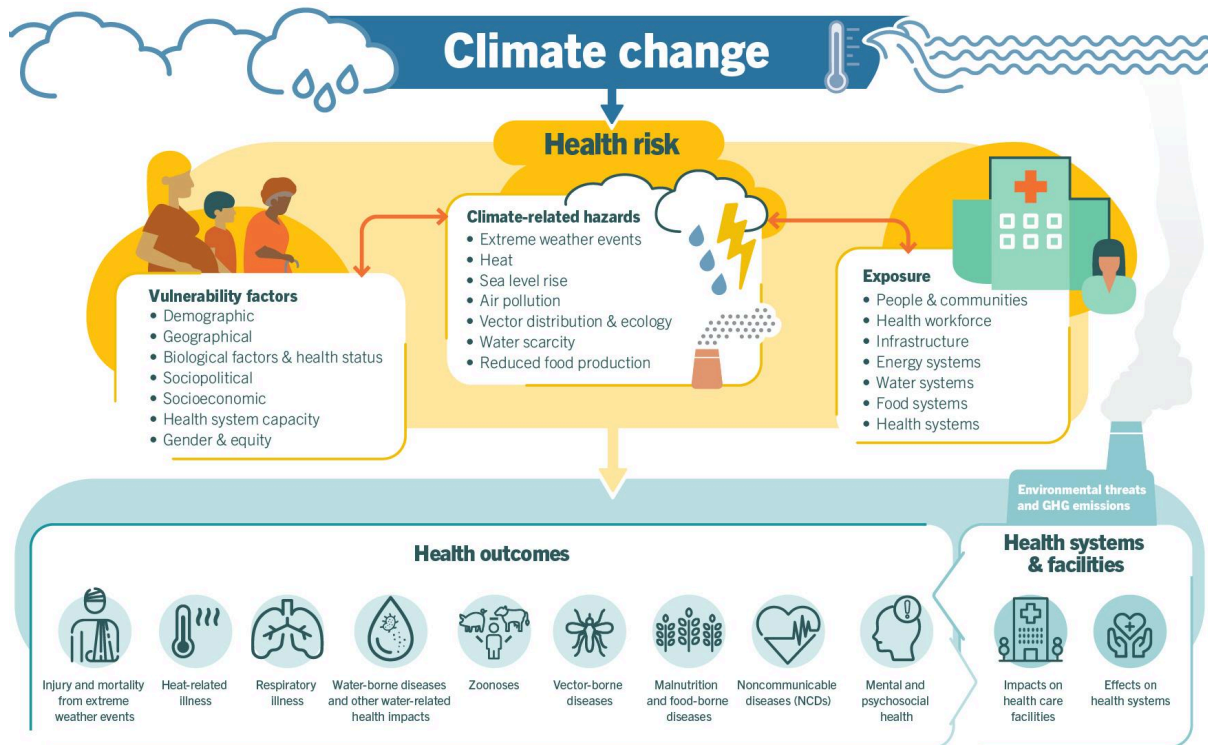 Climate change
Health risk
Climate-related hazards
• Extreme weather events
• Heat
• Sea level rise
• Air pollution
• Vector distribution & ecology
• Water scarcity
• Reduced food production
Vulnerability factors
• Demographic
• Geographical
• Biological factors & health status
• Sociopolitical
• Socioeconomic
• Health system capacity
• Gender & equity
Exposure
• People & communities
• Health workforce
• Infrastructure
• Energy systems
• Water systems
• Food systems
• Health systems
Environmental threats
and GHG emissions
Health outcomes
Injury and mortality
from extreme
weather events
Heat-related
illness
Respiratory
illness
Water-borne diseases
and other water-related
health impacts
Zoonoses
Vector-borne
diseases
Malnutrition
and food-borne
diseases
Noncommunicable
diseases (NCDs)
Mental and
psychosocial
health
Health systems
& facilities
Impacts on
health care
facilities
Effects on
health systems